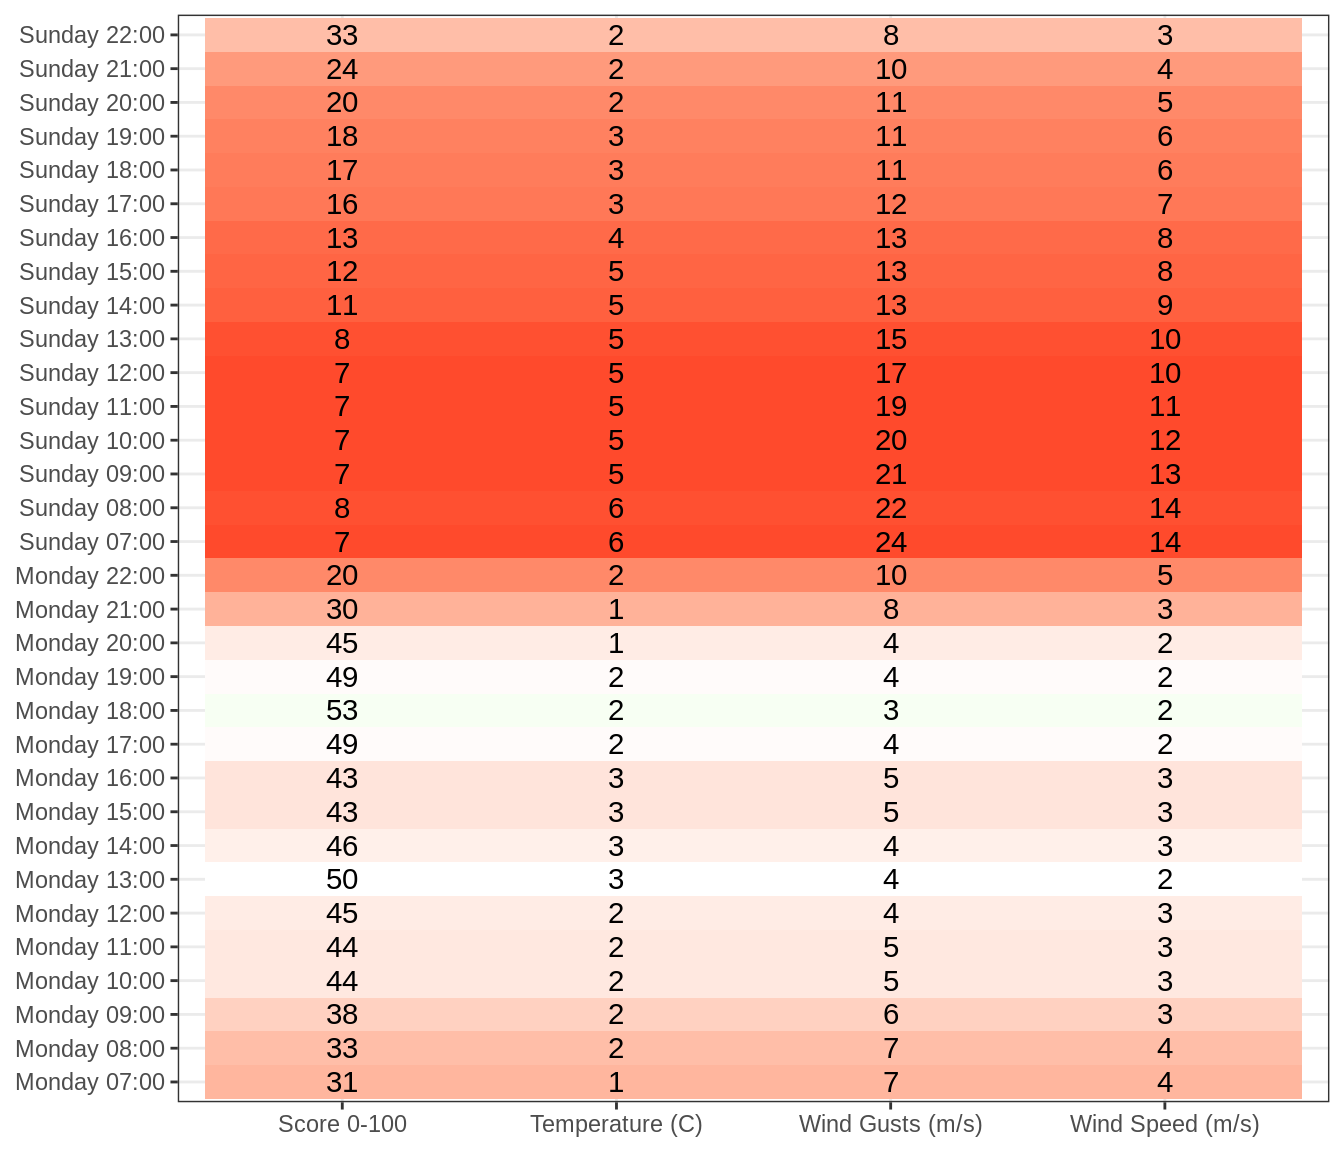 Sunday 22:00 33 2 8 3
Sunday 21:00 24 2 10 4
Sunday 20:00 20 2 11 5
Sunday 19:00 18 3 11 6
Sunday 18:00 17 3 11 6
Sunday 17:00 16 3 12 7
Sunday 16:00 13 4 13 8
Sunday 15:00 12 5 13 8
Sunday 14:00 11 5 13 9
Sunday 13:00 8 5 15 10
Sunday 12:00 7 5 17 10
Sunday 11:00 7 5 19 11
Sunday 10:00 7 5 20 12
Sunday 09:00 7 5 21 13
Sunday 08:00 8 6 22 14
Sunday 07:00 7 6 24 14
Monday 22:00 20 2 10 5
Monday 21:00 30 1 8 3
Monday 20:00 45 1 4 2
Monday 19:00 49 2 4 2
Monday 18:00 53 2 3 2
Monday 17:00 49 2 4 2
Monday 16:00 43 3 5 3
Monday 15:00 43 3 5 3
Monday 14:00 46 3 4 3
Monday 13:00 50 3 4 2
Monday 12:00 45 2 4 3
Monday 11:00 44 2 5 3
Monday 10:00 44 2 5 3
Monday 09:00 38 2 6 3
Monday 08:00 33 2 7 4
Monday 07:00 31 1 7 4
Score 0-100 Temperature (C) Wind Gusts (m/s) Wind Speed (m/s)